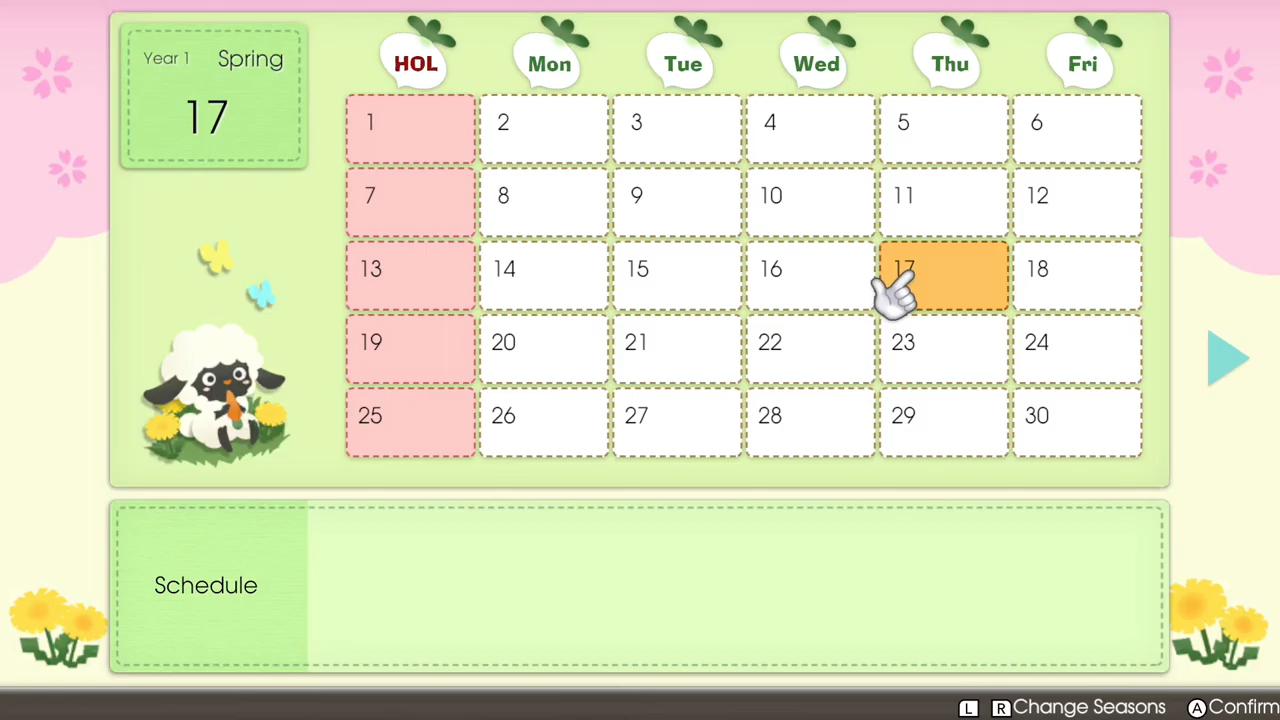 Year 1 Spring
17
HOL Mon Tue Wed Thu Fri
1 2 3 4 5 6
7 8 9 10 11 12
13 14 15 16 17 18
19 20 21 22 23 24
25 26 27 28 29 30
Schedule
L R Change Seasons A Confirm